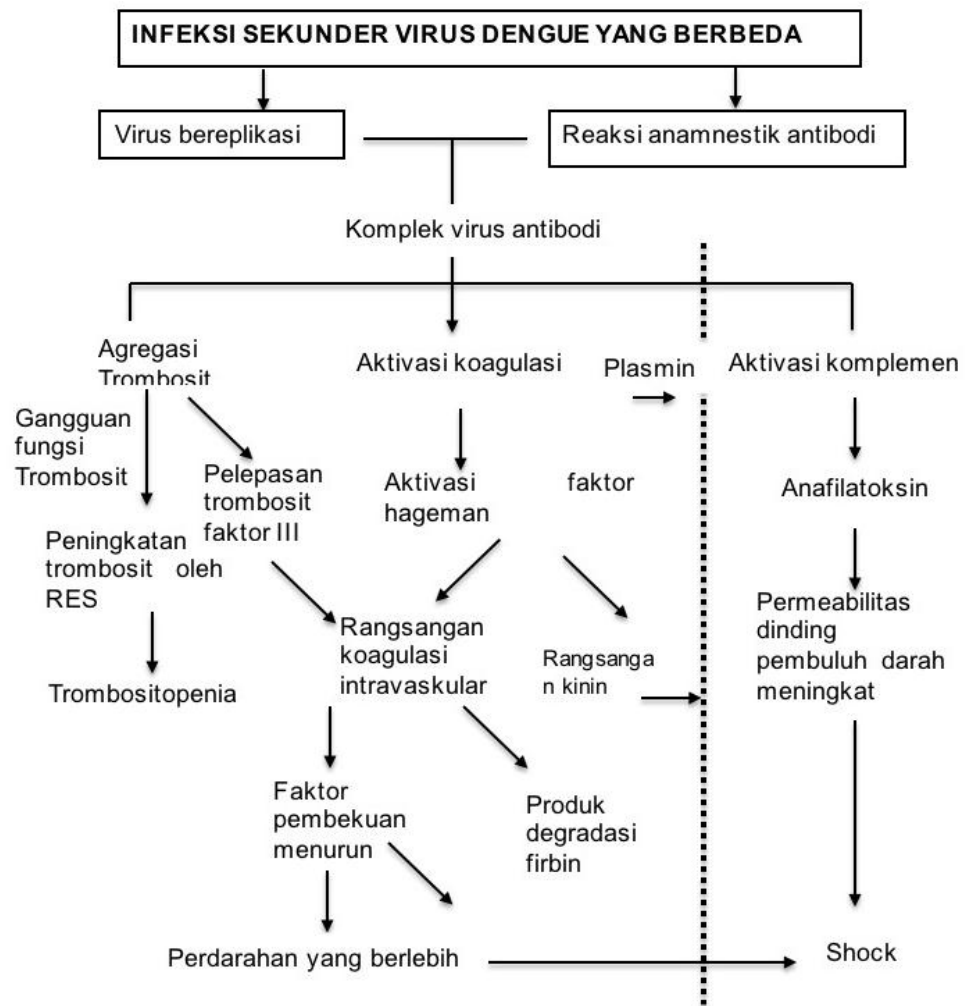 INFEKSI SEKUNDER VIRUS DENGUE YANG BERBEDA
Virus bereplikasi
Reaksi anamnestik antibodi
Komplek virus antibodi
Agregasi
Trombosit
Aktivasi koagulasi
Plasmin
Aktivasi komplemen
Gangguan
fungsi
Trombosit
Pelepasan
trombosit
faktor III
Aktivasi faktor
hageman
Anafilatoksin
Peningkatan
trombosit oleh
RES
Rangsangan
koagulasi
intravaskular
Rangsanga
n kinin
Permeabilitas
dinding
pembuluh darah
meningkat
Trombositopenia
Faktor
pembekuan
menurun
Produk
degradasi
firbin
Perdarahan yang berlebih
Shock